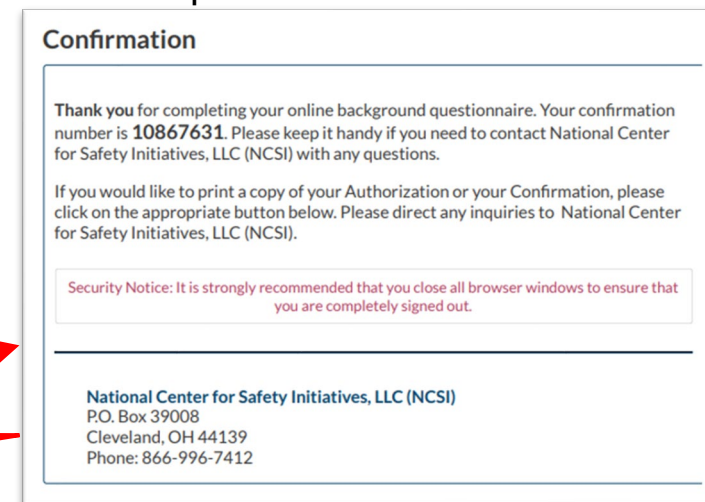 Confirmation
Thank you for completing your online background questionnaire. Your confirmation
number is 10867631. Please keep it handy if you need to contact National Center
for Safety Initiatives, LLC (NCSI) with any questions.
If you would like to print a copy of your Authorization or your Confirmation, please
click on the appropriate button below. Please direct any inquiries to National Center
for Safety Initiatives, LLC (NCSI).
Security Notice: It is strongly recommended that you close all browser windows to ensure that
you are completely signed out.
National Center for Safety Initiatives, LLC (NCSI)
P.O. Box 39008
Cleveland, OH 44139
Phone: 866-996-7412